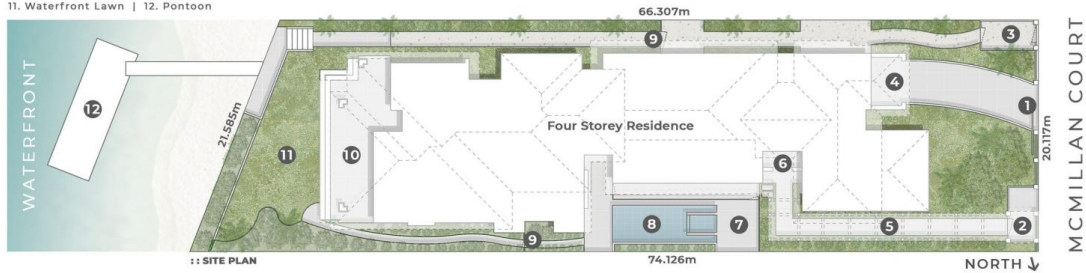 11. Waterfront Lawn | 12. Pontoon
66.307m
WATERFRONT
12
21.585m
11
10
9
Four Storey Residence
4
3
1
20.117m
MCMILLAN COURT
6
9
8
7
5
2
:: SITE PLAN
74.126m
NORTH